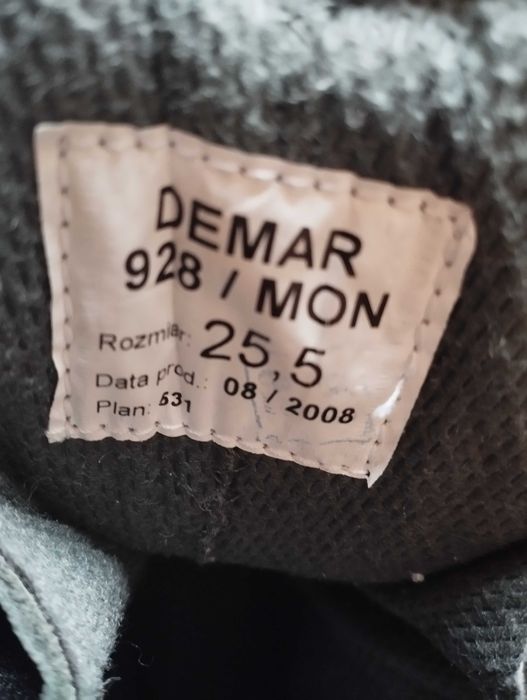 DEMAR
928 / MON
Rozmiar: 25,5
Data prod.: 08 / 2008
Plan: 531